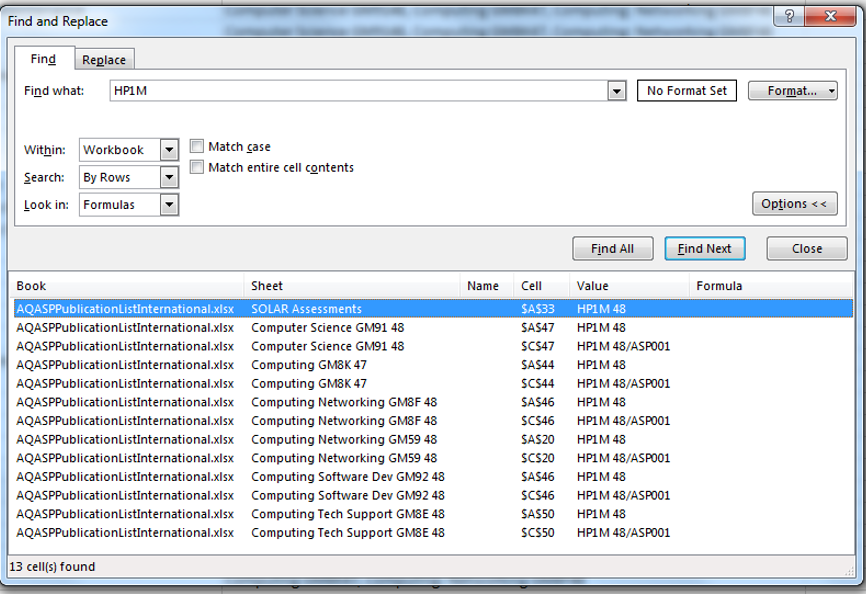 Find and Replace
Find Replace
Find what: HP1M No Format Set Format...
Within: Workbook Match case
Search: By Rows Match entire cell contents
Look in: Formulas
Options <<
Find All Find Next Close
Book Sheet Name Cell Value Formula
AQASPPublicationListInternational.xlsx SOLAR Assessments $A$33 HP1M 48
AQASPPublicationListInternational.xlsx Computer Science GM91 48 $A$47 HP1M 48
AQASPPublicationListInternational.xlsx Computer Science GM91 48 $C$47 HP1M 48/ASP001
AQASPPublicationListInternational.xlsx Computing GM8K 47 $A$44 HP1M 48
AQASPPublicationListInternational.xlsx Computing GM8K 47 $C$44 HP1M 48/ASP001
AQASPPublicationListInternational.xlsx Computing Networking GM8F 48 $A$46 HP1M 48
AQASPPublicationListInternational.xlsx Computing Networking GM8F 48 $C$46 HP1M 48/ASP001
AQASPPublicationListInternational.xlsx Computing Networking GM59 48 $A$20 HP1M 48
AQASPPublicationListInternational.xlsx Computing Networking GM59 48 $C$20 HP1M 48/ASP001
AQASPPublicationListInternational.xlsx Computing Software Dev GM92 48 $A$46 HP1M 48
AQASPPublicationListInternational.xlsx Computing Software Dev GM92 48 $C$46 HP1M 48/ASP001
AQASPPublicationListInternational.xlsx Computing Tech Support GM8E 48 $A$50 HP1M 48
AQASPPublicationListInternational.xlsx Computing Tech Support GM8E 48 $C$50 HP1M 48/ASP001
13 cell(s) found